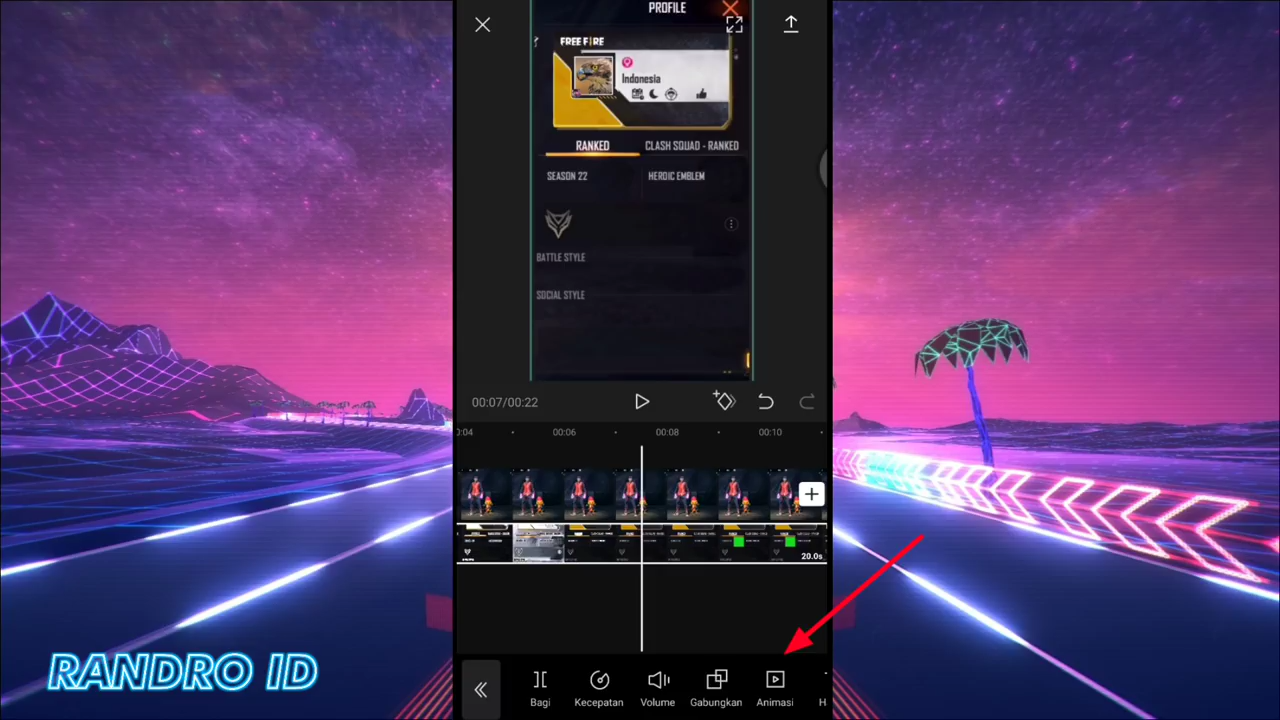 PROFILE
FREE FIRE
Indonesia
RANKED
CLASH SQUAD - RANKED
SEASON 22
HEROIC EMBLEM
BATTLE STYLE
SOCIAL STYLE
00:07/00:22
0:04
00:06
00:08
00:10
20.0s
Bagi
Kecepatan
Volume
Gabungkan
Animasi
H
RANDRO ID